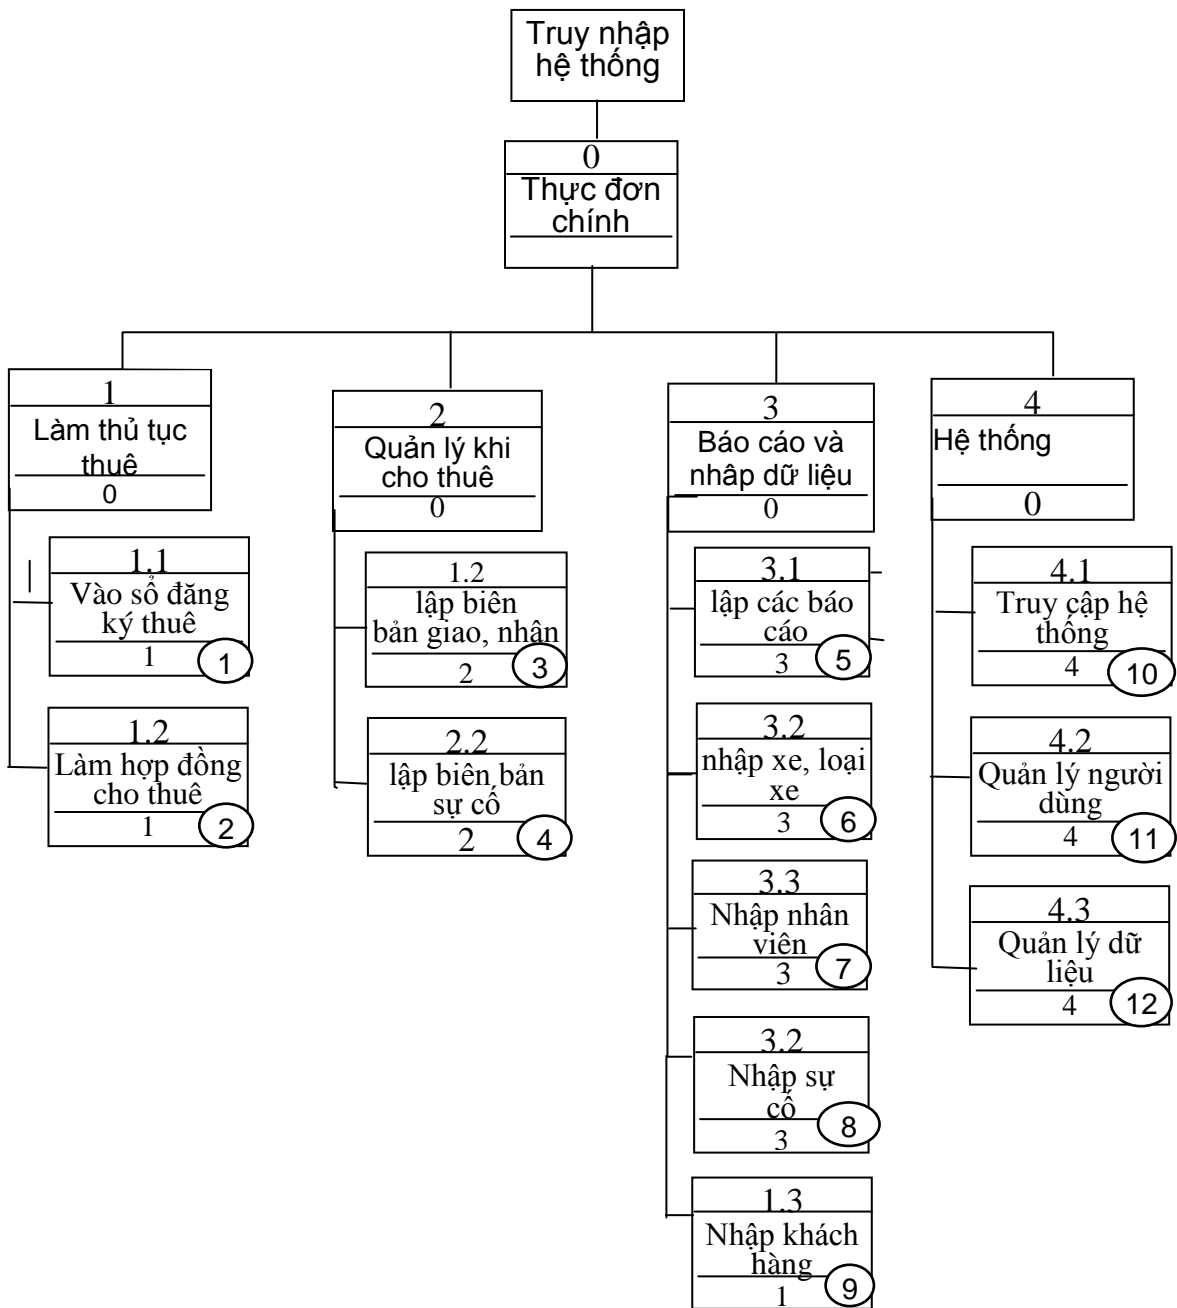 Truy nhập
hệ thống
0
Thực đơn
chính
1
Làm thủ tục
thuê
0
2
Quản lý khi
cho thuê
0
3
Báo cáo và
nhâp dữ liệu
0
4
Hệ thống
0
1.1
Vào sổ đăng
ký thuê
1
1
1.2
Làm hợp đồng
cho thuê
1
2
1.2
lập biên
bản giao, nhận
2
3
2.2
lập biên bản
sự cố
2
4
3.1
lập các báo
cáo
3
5
3.2
nhập xe, loại
xe
3
6
3.3
Nhập nhân
viên
3
7
3.2
Nhập sự
cố
3
8
1.3
Nhập khách
hàng
1
9
4.1
Truy cập hệ
thống
4
10
4.2
Quản lý người
dùng
4
11
4.3
Quản lý dữ
liệu
4
12